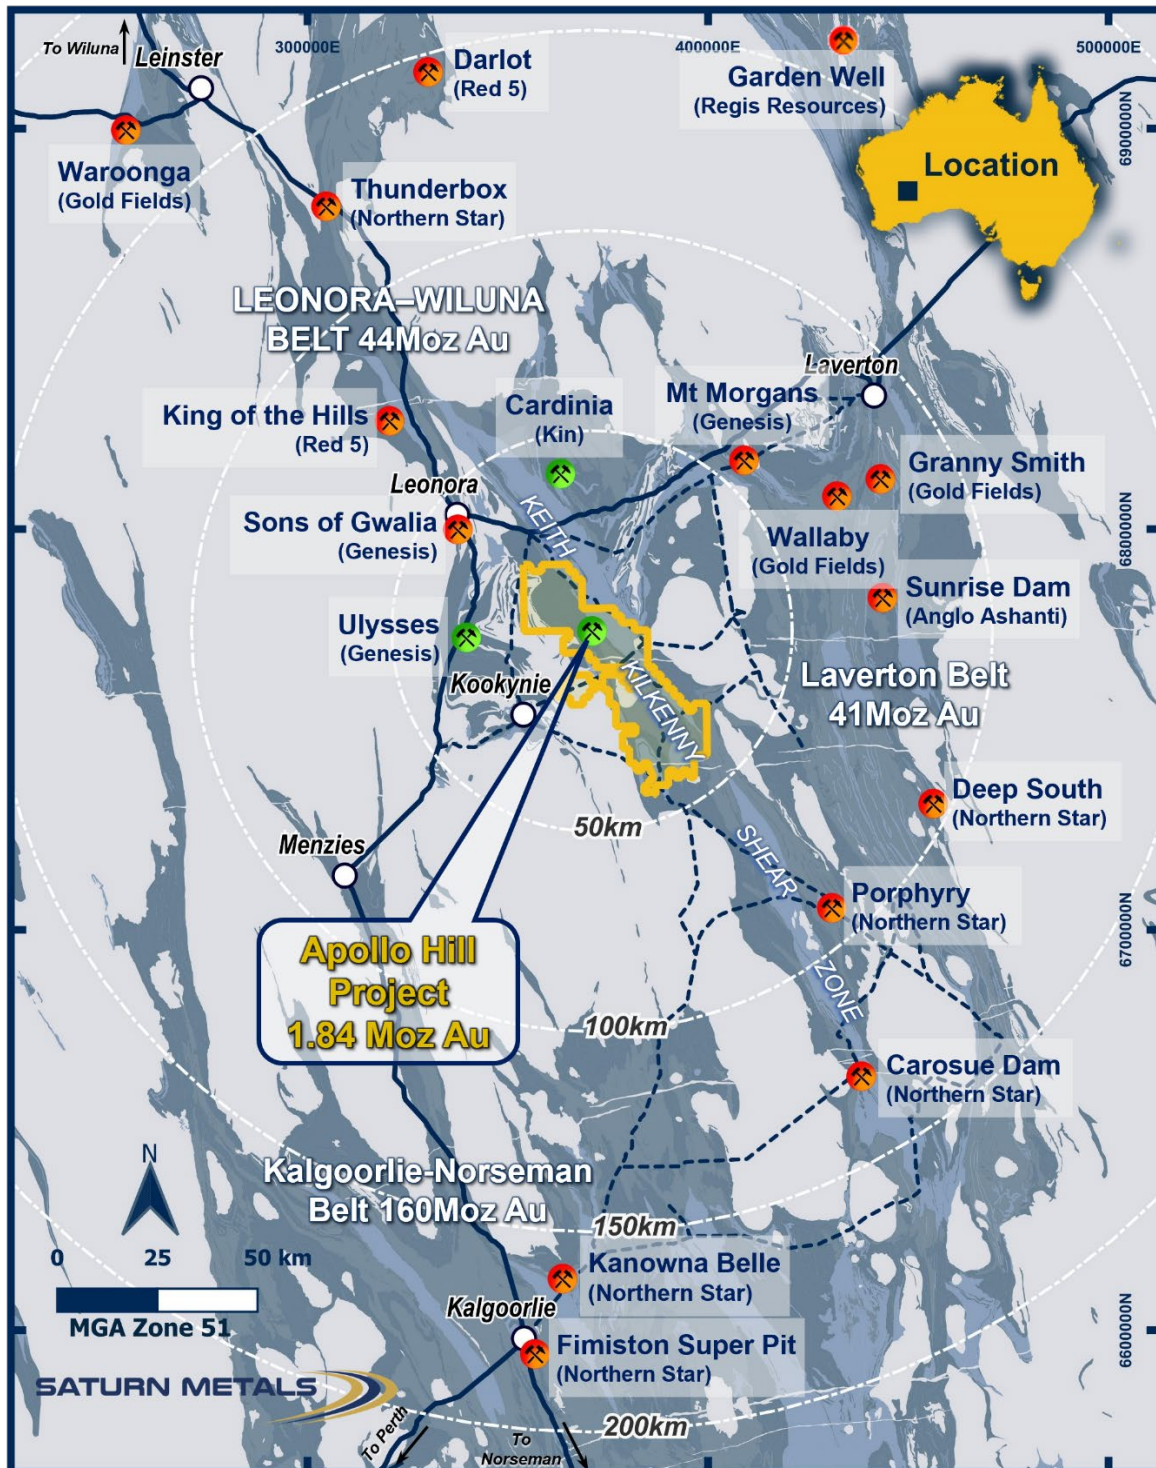 To Wiluna
Leinster
300000E
400000E
500000E
Darlot
(Red 5)
Garden Well
(Regis Resources)
6900000N
Waroonga
(Gold Fields)
Location
Thunderbox
(Northern Star)
LEONORA–WILUNA
BELT 44Moz Au
Laverton
King of the Hills
(Red 5)
Cardinia
(Kin)
Mt Morgans
(Genesis)
Granny Smith
(Gold Fields)
Leonora
KEITH
Sons of Gwalia
(Genesis)
Wallaby
(Gold Fields)
6800000N
Sunrise Dam
(Anglo Ashanti)
Ulysses
(Genesis)
Kookynie
KILKENNY
Laverton Belt
41Moz Au
Deep South
(Northern Star)
50km
SHEAR
Menzies
Porphyry
(Northern Star)
6700000N
Apollo Hill
Project
1.84 Moz Au
ZONE
100km
Carosue Dam
(Northern Star)
N
Kalgoorlie-Norseman
Belt 160Moz Au
150km
0 25 50 km
Kanowna Belle
(Northern Star)
MGA Zone 51
Kalgoorlie
6600000N
Fimiston Super Pit
(Northern Star)
SATURN METALS
To Perth
To
Norseman
200km